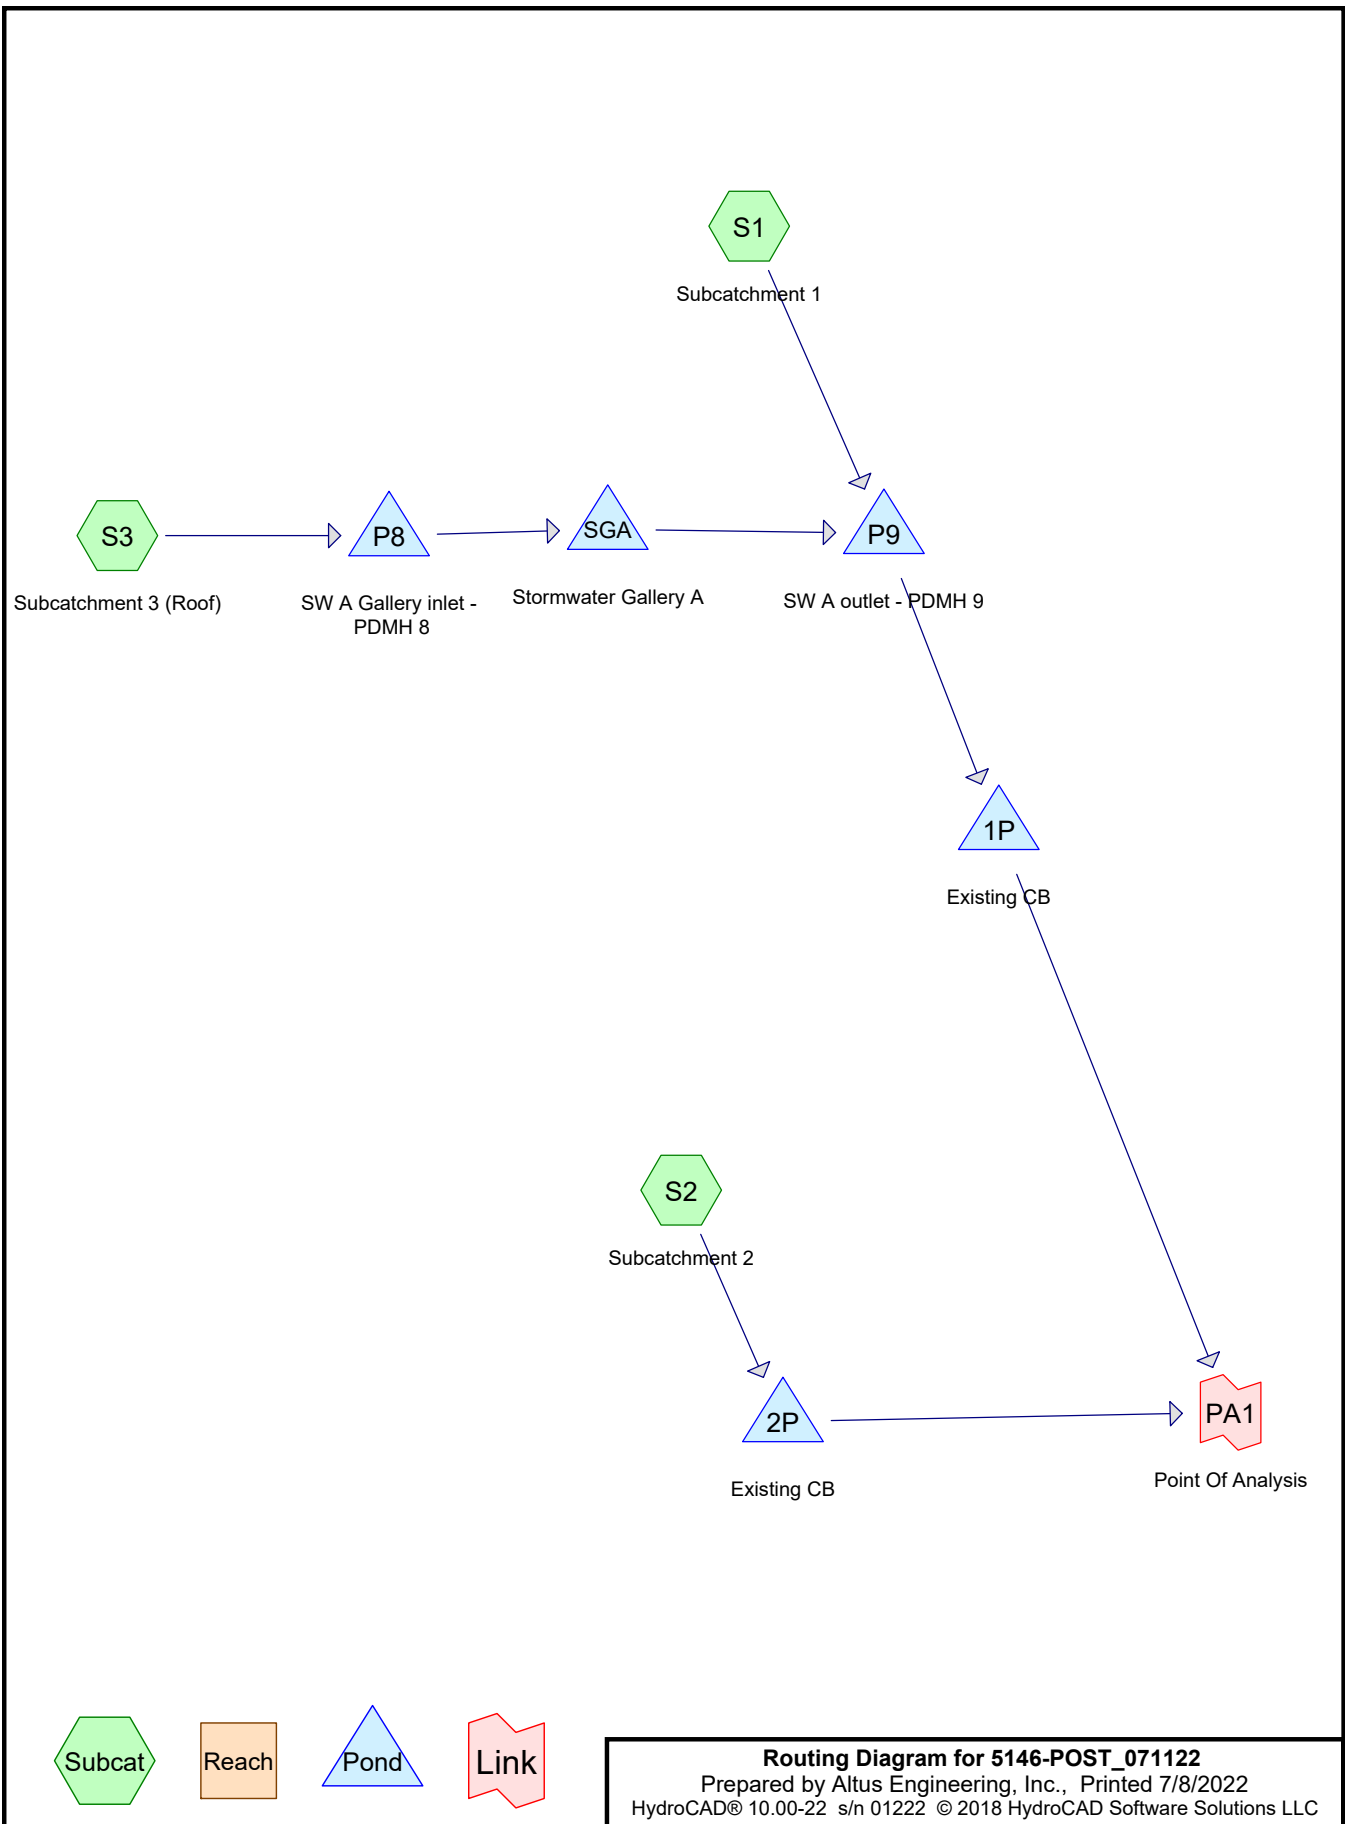 S1
Subcatchment 1
S3
P8
SGA
P9
Subcatchment 3 (Roof)
SW A Gallery inlet -
PDMH 8
Stormwater Gallery A
SW A outlet - PDMH 9
1P
Existing CB
S2
Subcatchment 2
2P
PA1
Existing CB
Point Of Analysis
Subcat
Reach
Pond
Link
Routing Diagram for 5146-POST_071122
Prepared by Altus Engineering, Inc., Printed 7/8/2022
HydroCAD® 10.00-22 s/n 01222 © 2018 HydroCAD Software Solutions LLC